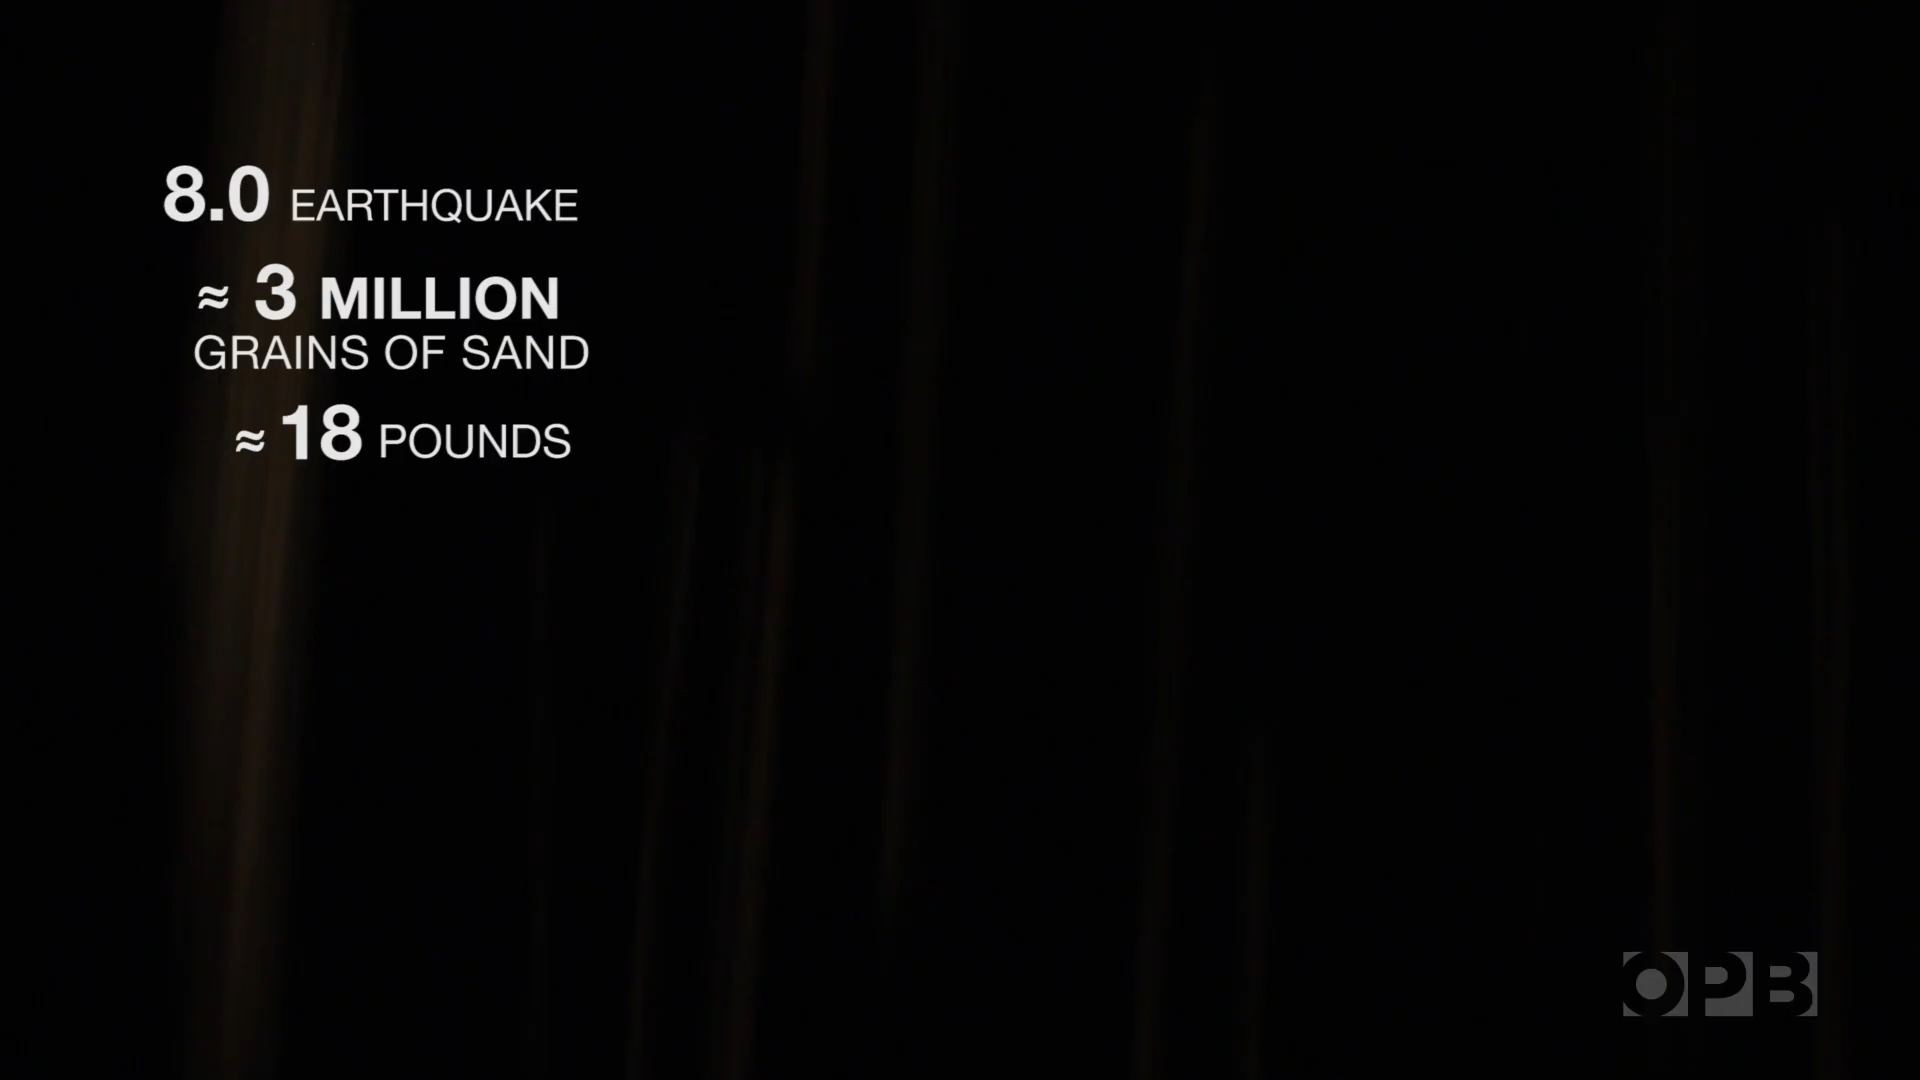 8.0 EARTHQUAKE
≈ 3 MILLION
GRAINS OF SAND
≈ 18 POUNDS
OPB